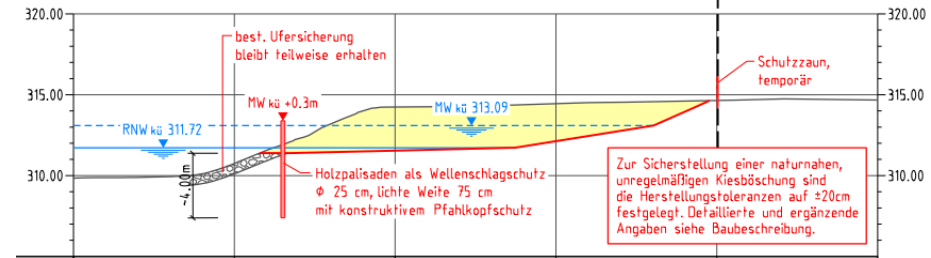 320.00
320.00
best. Ufersicherung
bleibt teilweise erhalten
Schutzzaun,
temporär
315.00
MW kü +0.3m
MW kü 313.09
315.00
RNW kü 311.72
310.00
~4.00m
Holzpalisaden als Wellenschlagschutz
Φ 25 cm, lichte Weite 75 cm
mit konstruktivem Pfahlkopfschutz
Zur Sicherstellung einer naturnahen,
unregelmäßigen Kiesböschung sind
die Herstellungstoleranzen auf ±20cm
festgelegt. Detaillierte und ergänzende
Angaben siehe Baubeschreibung.
310.00